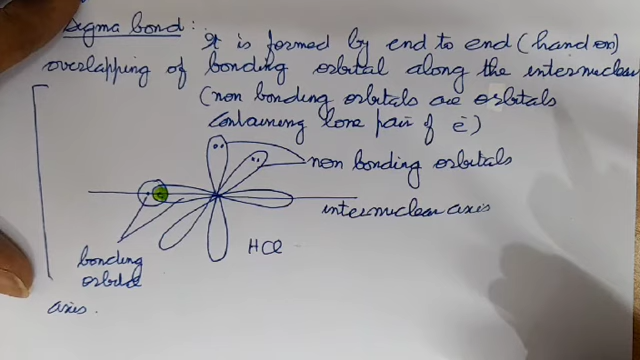 Sigma bond :
It is formed by end to end (hand on)
overlapping of bonding orbital along the internuclear
(non bonding orbitals are orbitals
containing lone pair of e)
non bonding orbitals
internuclear axis
HCl
bonding
orbital
axis.